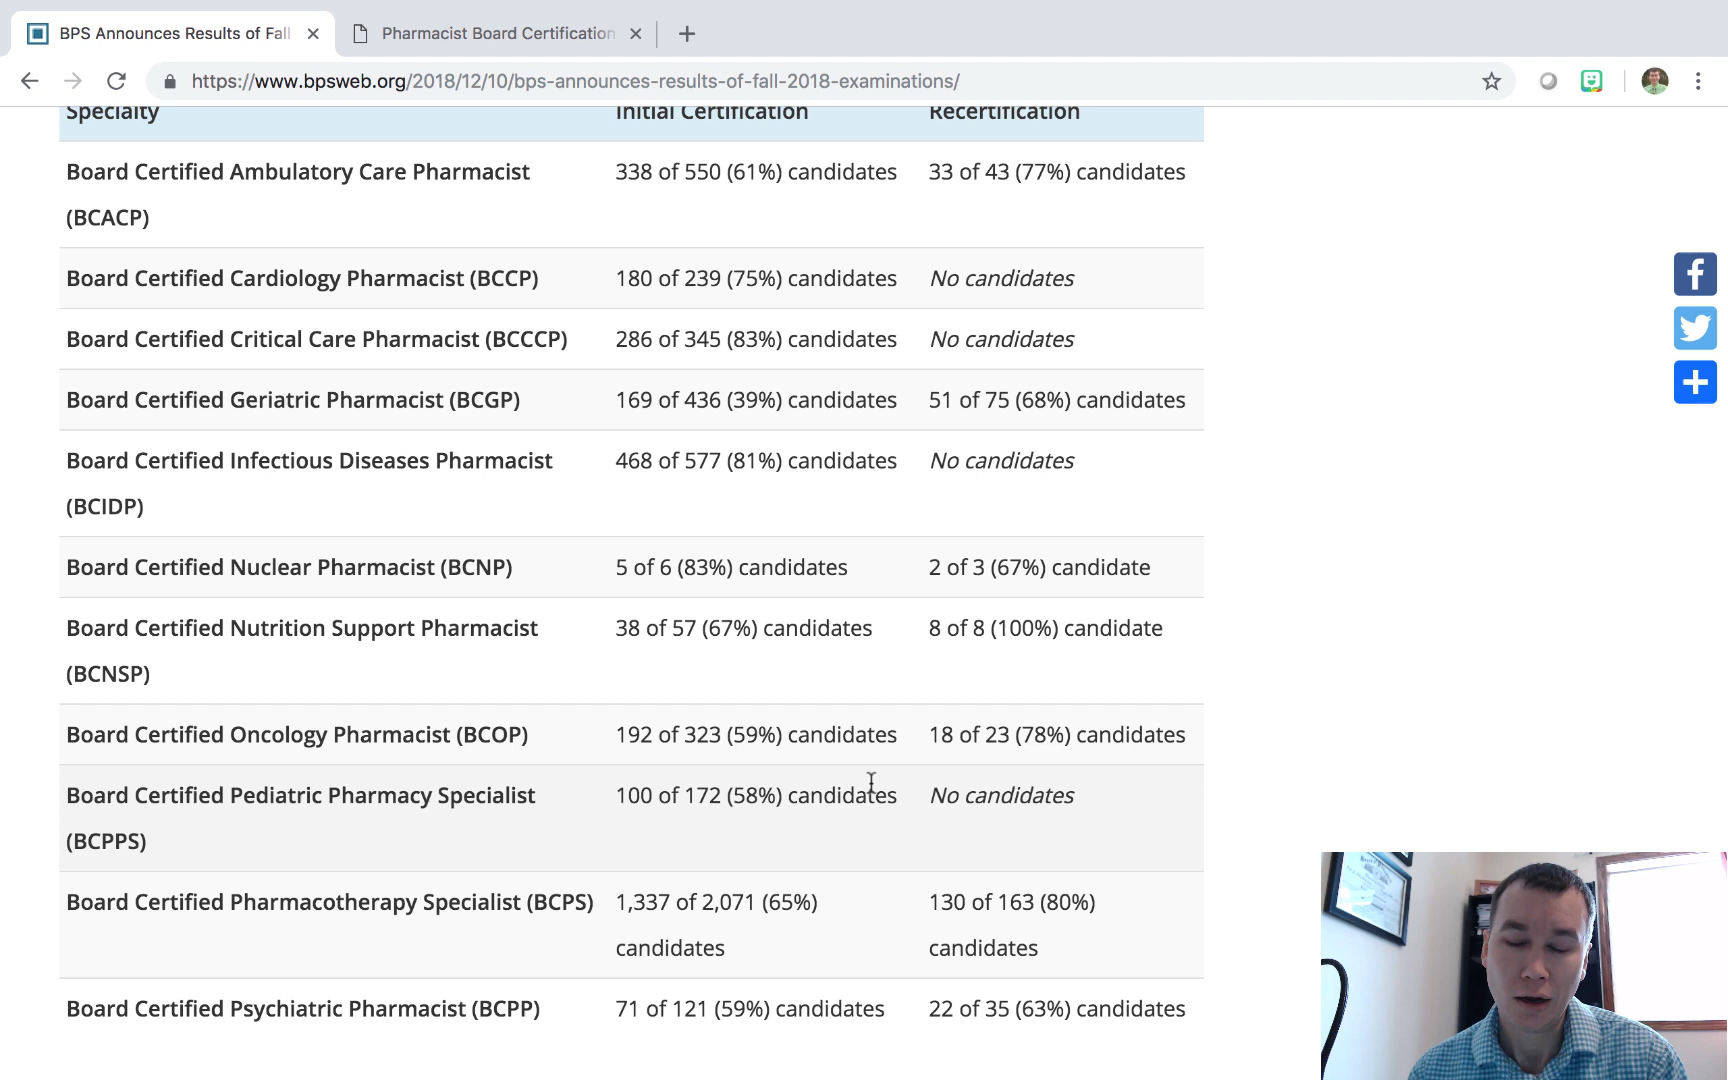 BPS Announces Results of Fall
Pharmacist Board Certification
https://www.bpsweb.org/2018/12/10/bps-announces-results-of-fall-2018-examinations/
Specialty Initial Certification Recertification
Board Certified Ambulatory Care Pharmacist 338 of 550 (61%) candidates 33 of 43 (77%) candidates
(BCACP)
Board Certified Cardiology Pharmacist (BCCP) 180 of 239 (75%) candidates No candidates
Board Certified Critical Care Pharmacist (BCCCP) 286 of 345 (83%) candidates No candidates
Board Certified Geriatric Pharmacist (BCGP) 169 of 436 (39%) candidates 51 of 75 (68%) candidates
Board Certified Infectious Diseases Pharmacist 468 of 577 (81%) candidates No candidates
(BCIDP)
Board Certified Nuclear Pharmacist (BCNP) 5 of 6 (83%) candidates 2 of 3 (67%) candidate
Board Certified Nutrition Support Pharmacist 38 of 57 (67%) candidates 8 of 8 (100%) candidate
(BCNSP)
Board Certified Oncology Pharmacist (BCOP) 192 of 323 (59%) candidates 18 of 23 (78%) candidates
Board Certified Pediatric Pharmacy Specialist 100 of 172 (58%) candidates No candidates
(BCPPS)
Board Certified Pharmacotherapy Specialist (BCPS) 1,337 of 2,071 (65%) 130 of 163 (80%)
candidates candidates
Board Certified Psychiatric Pharmacist (BCPP) 71 of 121 (59%) candidates 22 of 35 (63%) candidates